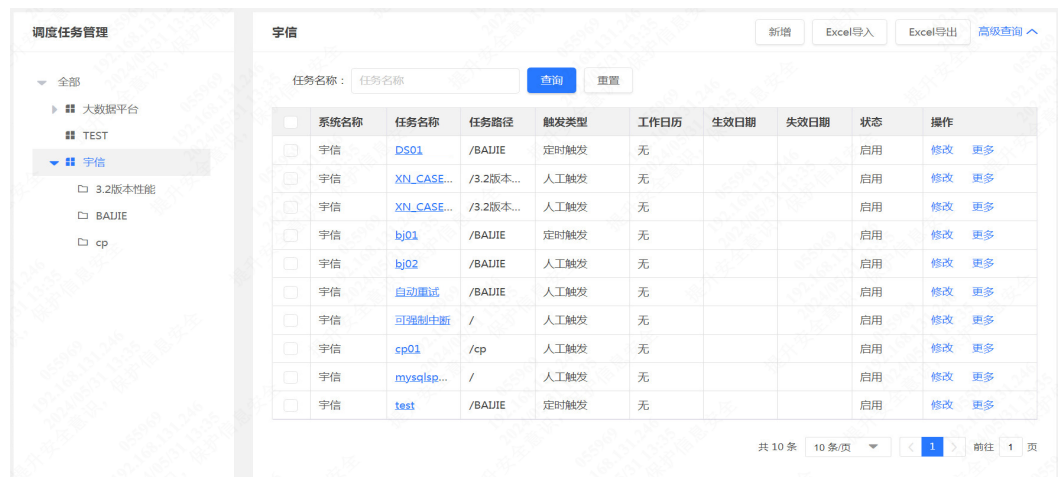 调度任务管理
全部
大数据平台
TEST
宇信
3.2版本性能
BAIJIE
cp
宇信 新增 Excel导入 Excel导出 高级查询
任务名称： 任务名称 查询 重置
系统名称 任务名称 任务路径 触发类型 工作日历 生效日期 失效日期 状态 操作
宇信 DS01 /BAIJIE 定时触发 无 启用 修改 更多
宇信 XN_CASE... /3.2版本... 人工触发 无 启用 修改 更多
宇信 XN_CASE... /3.2版本... 人工触发 无 启用 修改 更多
宇信 bj01 /BAIJIE 定时触发 无 启用 修改 更多
宇信 bj02 /BAIJIE 人工触发 无 启用 修改 更多
宇信 自动重试 /BAIJIE 人工触发 无 启用 修改 更多
宇信 可强制中断 / 人工触发 无 启用 修改 更多
宇信 cp01 /cp 人工触发 无 启用 修改 更多
宇信 mysqlsp... / 人工触发 无 启用 修改 更多
宇信 test /BAIJIE 定时触发 无 启用 修改 更多
共 10 条 10 条/页 1 前往 1 页